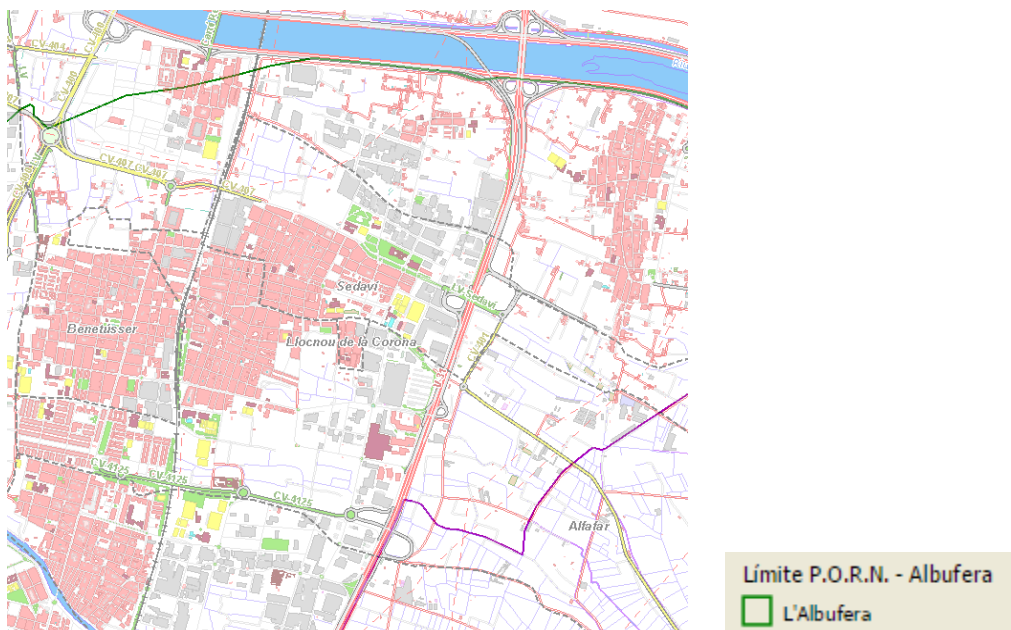 CV-404
CV-400
CV-407
CV-407
CV-407
LV Sedaví
Sedaví
Benetússer
Llocnou de la Corona
CV-401
CV-4125
CV-4125
CV-4125
Alfafar
Límite P.O.R.N. - Albufera
L'Albufera